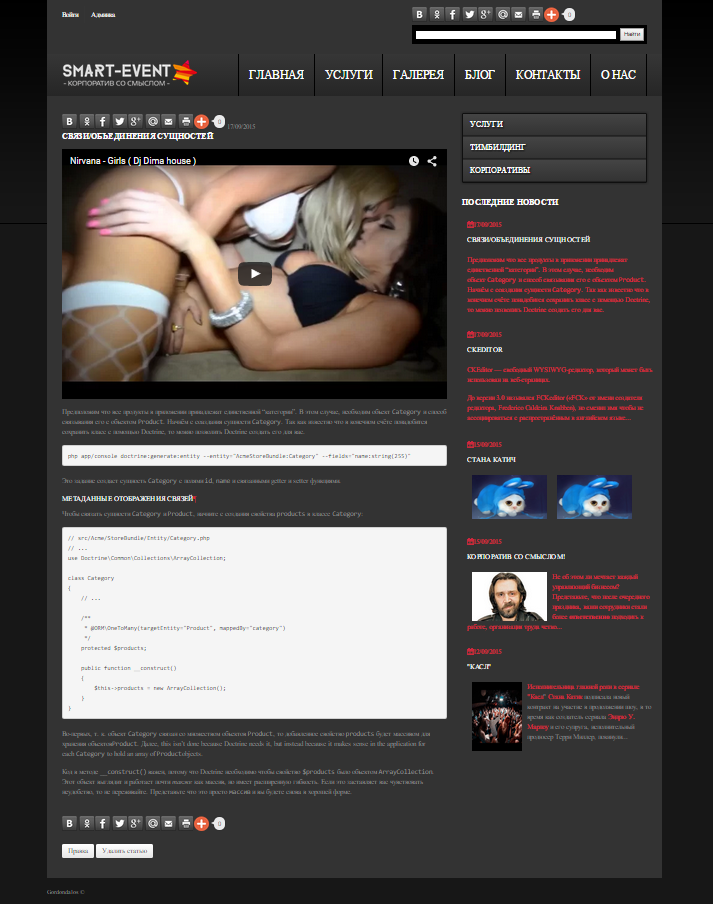 Войти Админка
0
Найти
SMART-EVENT
- КОРПОРАТИВ СО СМЫСЛОМ -
ГЛАВНАЯ УСЛУГИ ГАЛЕРЕЯ БЛОГ КОНТАКТЫ О НАС
0 17/09/2015
СВЯЗИ/ОБЪЕДИНЕНИЯ СУЩНОСТЕЙ
Nirvana - Girls ( Dj Dima house )
Предположим что все продукты в приложении принадлежат единственной "категории". В этом случае, необходим объект Category и способ
связывания его с объектом Product. Начнём с создания сущности Category. Так как известно что в конечном счёте понадобится
сохранять класс с помощью Doctrine, то можно позволить Doctrine создать его для вас.
php app/console doctrine:generate:entity --entity="AcmeStoreBundle:Category" --fields="name:string(255)"
Это задание создаст сущность Category с полями id, name и связанными getter и setter функциями.
МЕТАДАННЫЕ ОТОБРАЖЕНИЯ СВЯЗЕЙ¶
Чтобы связать сущности Category и Product, начните с создания свойства products в классе Category:
// src/Acme/StoreBundle/Entity/Category.php
// ...
use Doctrine\Common\Collections\ArrayCollection;
class Category
{
// ...
/**
* @ORM\OneToMany(targetEntity="Product", mappedBy="category")
*/
protected $products;
public function __construct()
{
$this->products = new ArrayCollection();
}
}
Во-первых, т. к. объект Category связан со множеством объектов Product, то добавляется свойство products будет массивом для
хранения объектов Product. Далее, this isn't done because Doctrine needs it, but instead because it makes sense in the application for
each Category to hold an array of Product objects.
Код в методе __construct() важен, потому что Doctrine необходимо чтобы свойство $products было объектом ArrayCollection.
Этот объект выглядит и работает почти также как массив, но имеет расширенную гибкость. Если это заставляет вас чувствовать
неудобство, то не переживайте. Представьте что это просто массив и вы будете снова в хорошей форме.
0
Правка Удалить статью
Gordondalos ©
УСЛУГИ
ТИМБИЛДИНГ
КОРПОРАТИВЫ
ПОСЛЕДНИЕ НОВОСТИ
17/09/2015
СВЯЗИ/ОБЪЕДИНЕНИЯ СУЩНОСТЕЙ
Предположим что все продукты в приложении принадлежат
единственной "категории". В этом случае, необходим
объект Category и способ связывания его с объектом Product.
Начнём с создания сущности Category. Так как известно что в
конечном счёте понадобится сохранять класс с помощью Doctrine,
то можно позволить Doctrine создать его для вас.
17/09/2015
CKEDITOR
CKEditor — свободный WYSIWYG-редактор, который может быть
использован на веб-страницах.
До версии 3.0 назывался FCKeditor («FCK» от имени создателя
редактора, Frederico Caldeira Knabben), но сменил имя чтобы не
ассоциироваться с распространённым в английском языке...
15/09/2015
СТАНА КАТИЧ
15/09/2015
КОРПОРАТИВ СО СМЫСЛОМ!
Не об этом ли мечтает каждый
управляющий бизнесом?
Представьте, что после очередного
праздника, ваши сотрудники стали
более ответственно подходить к
работе, организация труда четко...
12/09/2015
"КАСЛ"
Исполнительница главной роли в сериале
"Касл" Стана Катик подписала новый
контракт на участие в продолжении шоу, в то
время как создатель сериала Эндрю У.
Марлоу и его супруга, исполнительный
продюсер Терри Миллер, покинули...